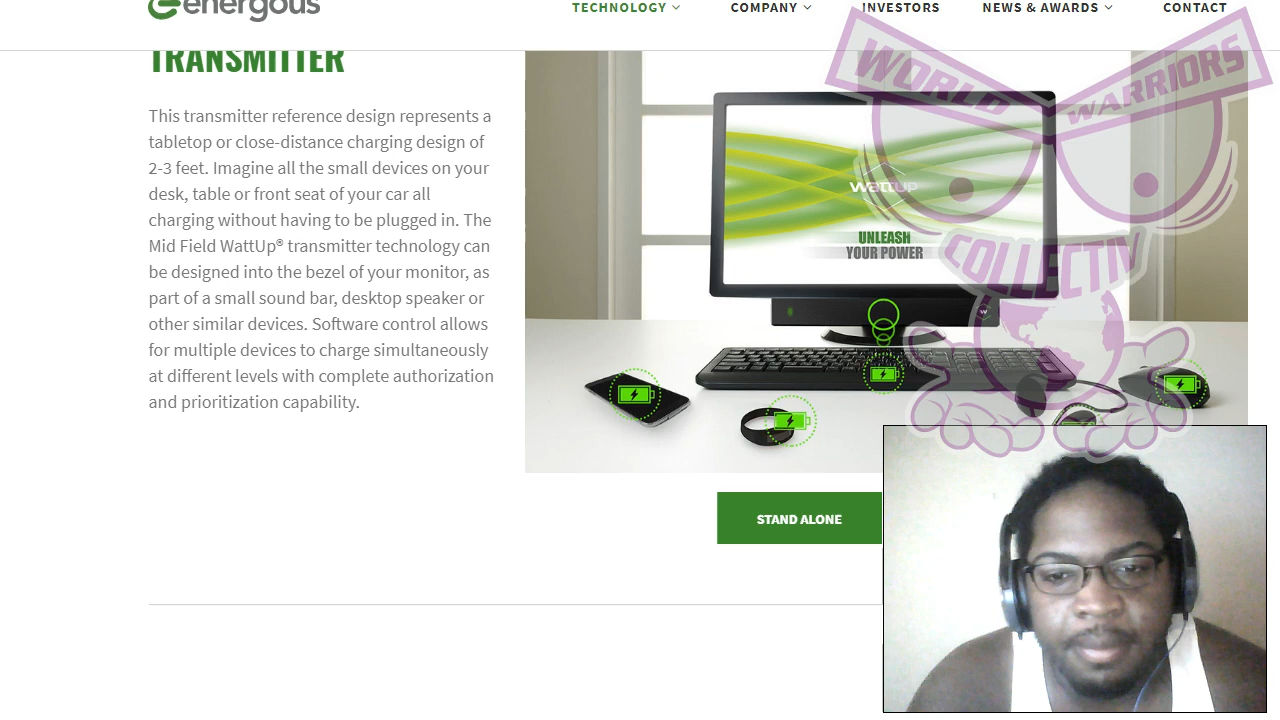 energous
TECHNOLOGY
COMPANY
INVESTORS
NEWS & AWARDS
CONTACT
TRANSMITTER
This transmitter reference design represents a
tabletop or close-distance charging design of
2-3 feet. Imagine all the small devices on your
desk, table or front seat of your car all
charging without having to be plugged in. The
Mid Field WattUp® transmitter technology can
be designed into the bezel of your monitor, as
part of a small sound bar, desktop speaker or
other similar devices. Software control allows
for multiple devices to charge simultaneously
at different levels with complete authorization
and prioritization capability.
WORLD
WARRIORS
COLLECTIV
WattUP
UNLEASH
YOUR POWER
STAND ALONE